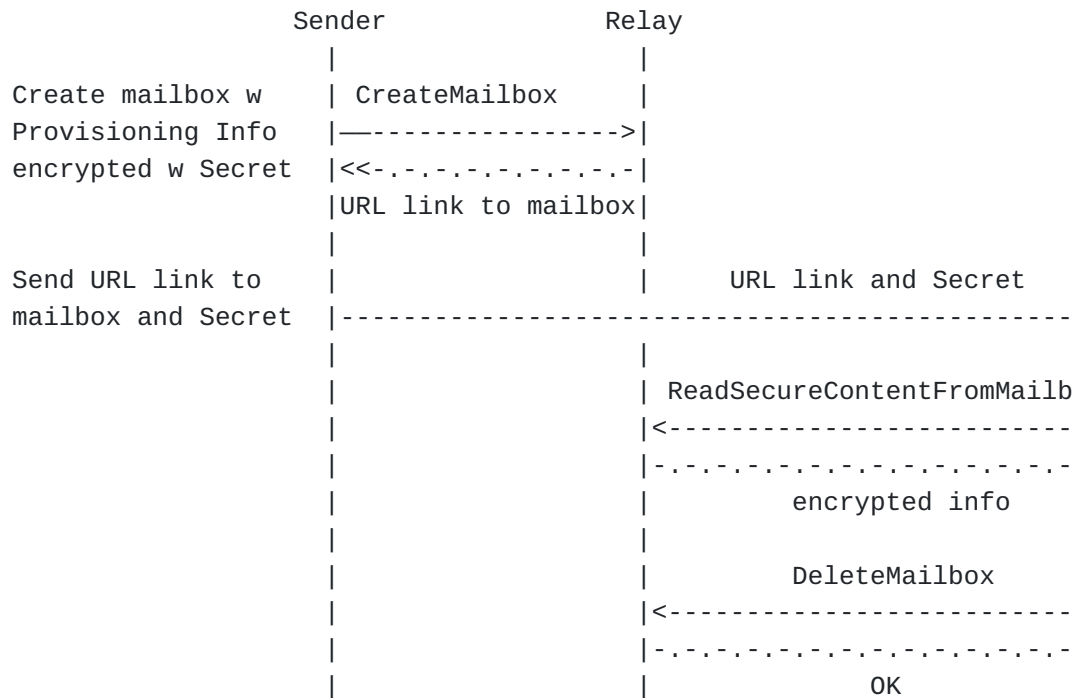 Sender              Relay
                    |                   |
Create mailbox w    | CreateMailbox     |
Provisioning Info   |——---------------->|
encrypted w Secret  |<<-.-.-.-.-.-.-.-.-|
                    |URL link to mailbox|
                    |                   |
Send URL link to    |                   |     URL link and Secret
mailbox and Secret  |-----------------------------------------------
                    |                   |
                    |                   | ReadSecureContentFromMailb
                    |                   |<--------------------------
                    |                   |-.-.-.-.-.-.-.-.-.-.-.-.-.-
                    |                   |         encrypted info
                    |                   |
                    |                   |         DeleteMailbox
                    |                   |<--------------------------
                    |                   |-.-.-.-.-.-.-.-.-.-.-.-.-.-
                    |                   |              OK